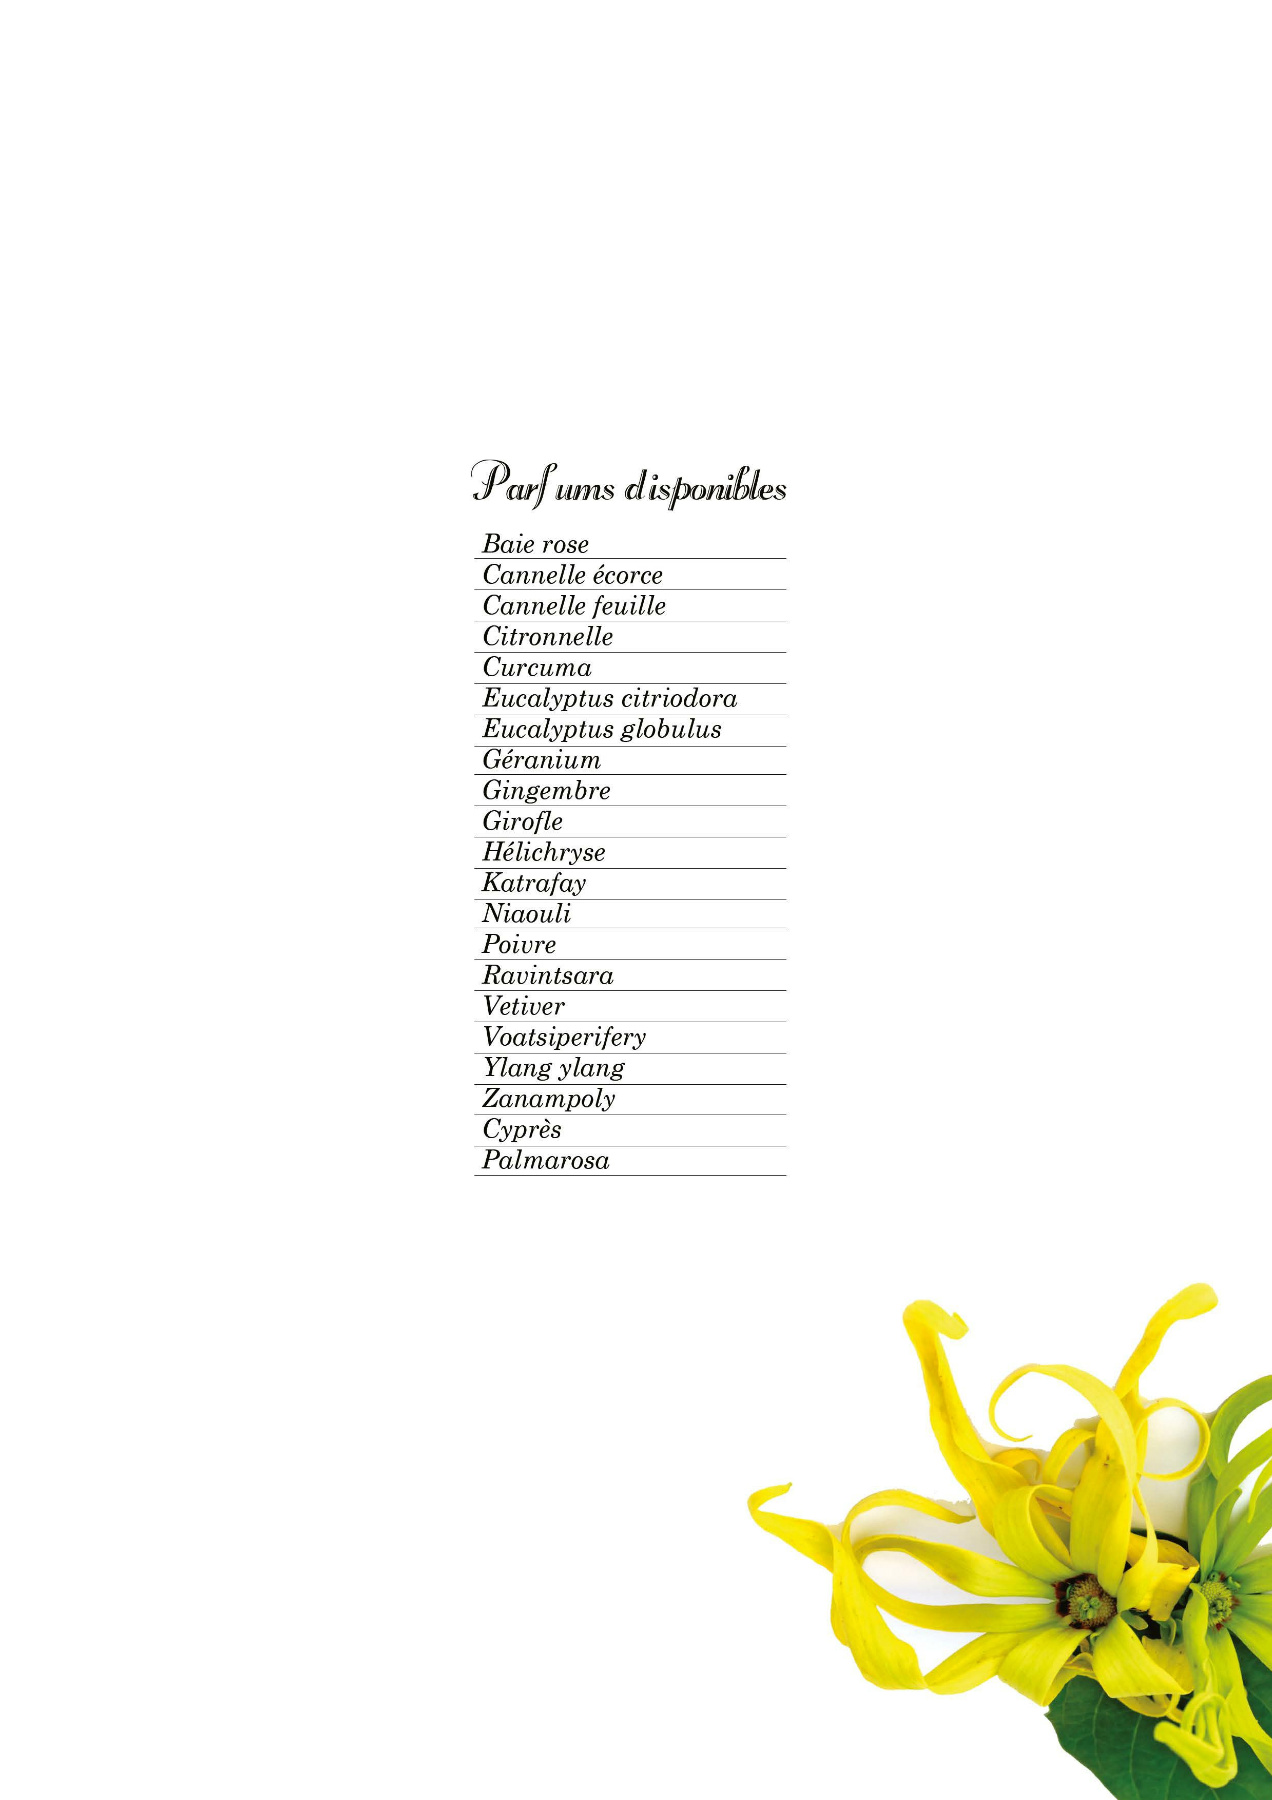 Parfums disponibles
Baie rose
Cannelle écorce
Cannelle feuille
Citronnelle
Curcuma
Eucalyptus citriodora
Eucalyptus globulus
Géranium
Gingembre
Girofle
Hélichryse
Katrafay
Niaouli
Poivre
Ravintsara
Vetiver
Voatsiperifery
Ylang ylang
Zanampoly
Cyprès
Palmarosa